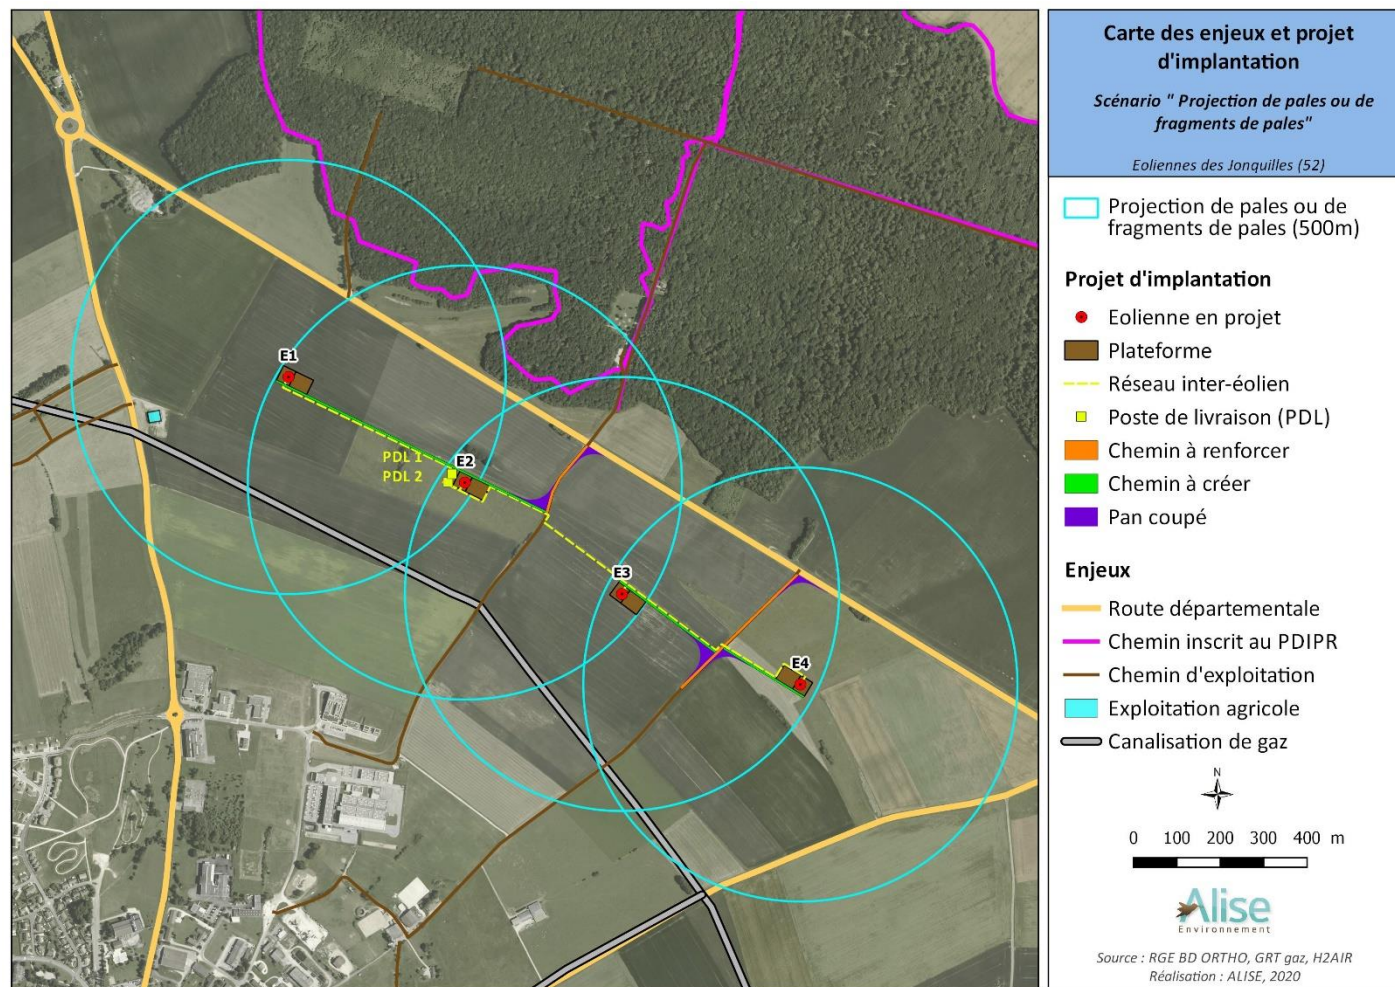 Carte des enjeux et projet
d'implantation
Scénario " Projection de pales ou de
fragments de pales"
Eoliennes des Jonquilles (52)
Projection de pales ou de
fragments de pales (500m)
Projet d'implantation
Eolienne en projet
Plateforme
Réseau inter-éolien
Poste de livraison (PDL)
Chemin à renforcer
Chemin à créer
Pan coupé
Enjeux
Route départementale
Chemin inscrit au PDIPR
Chemin d'exploitation
Exploitation agricole
Canalisation de gaz
N
0 100 200 300 400 m
Alise
Environnement
Source : RGE BD ORTHO, GRT gaz, H2AIR
Réalisation : ALISE, 2020
E1
PDL 1
E2
PDL 2
E3
E4